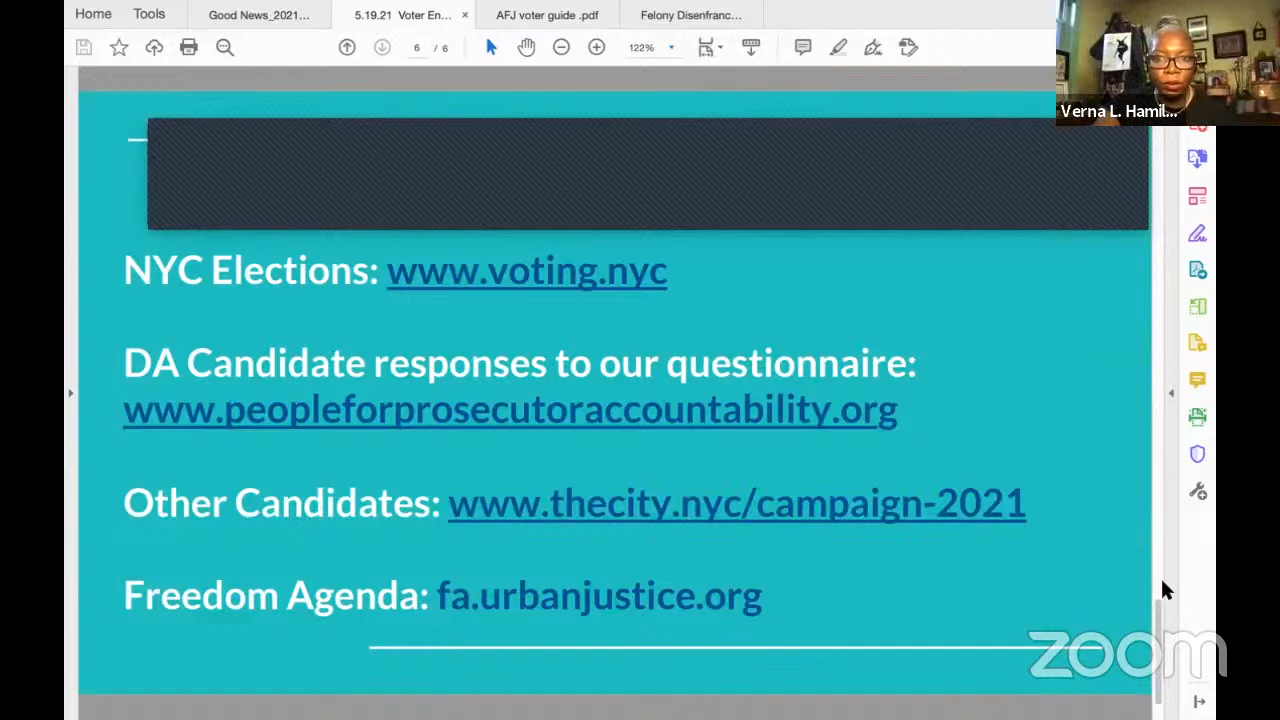 Home Tools Good News_2021... 5.19.21 Voter En... × AFJ voter guide .pdf Felony Disenfranc...
6 / 6 122%
Verna L. Hamil...
NYC Elections: www.voting.nyc
DA Candidate responses to our questionnaire:
www.peopleforprosecutoraccountability.org
Other Candidates: www.thecity.nyc/campaign-2021
Freedom Agenda: fa.urbanjustice.org
zoom